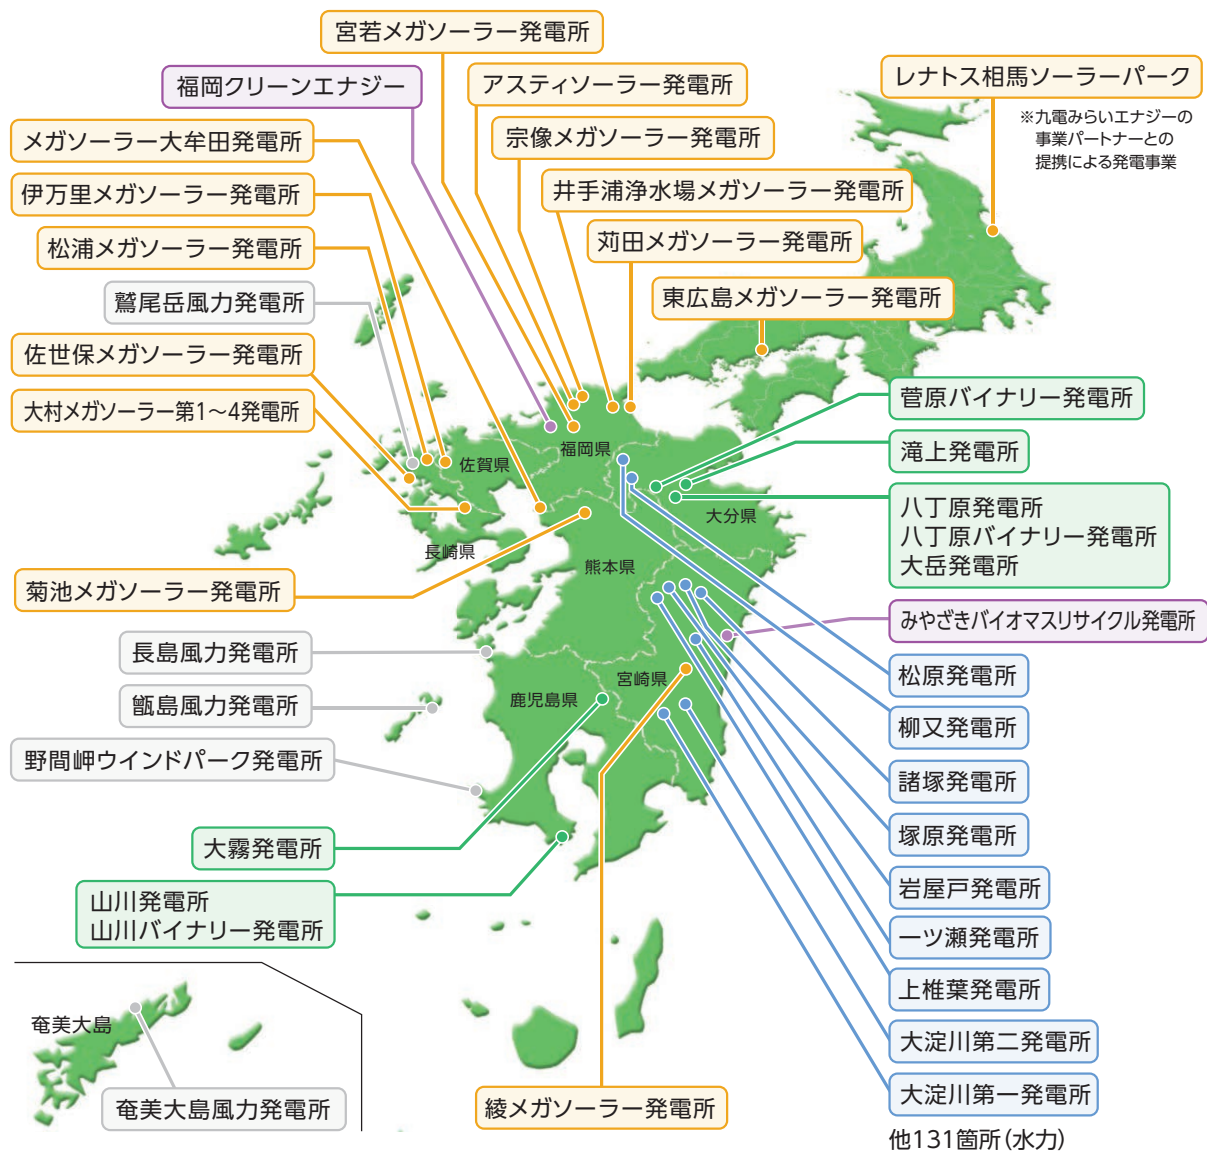 宮若メガソーラー発電所
福岡クリーンエナジー
アスティソーラー発電所
レナトス相馬ソーラーパーク
※九電みらいエナジーの
事業パートナーとの
提携による発電事業
メガソーラー大牟田発電所
宗像メガソーラー発電所
伊万里メガソーラー発電所
井手浦浄水場メガソーラー発電所
松浦メガソーラー発電所
苅田メガソーラー発電所
鷲尾岳風力発電所
東広島メガソーラー発電所
佐世保メガソーラー発電所
大村メガソーラー第1〜4発電所
菅原バイナリー発電所
滝上発電所
福岡県
佐賀県
大分県
長崎県
熊本県
八丁原発電所
八丁原バイナリー発電所
大岳発電所
菊池メガソーラー発電所
みやざきバイオマスリサイクル発電所
長島風力発電所
宮崎県
鹿児島県
松原発電所
甑島風力発電所
柳又発電所
野間岬ウインドパーク発電所
諸塚発電所
塚原発電所
大霧発電所
岩屋戸発電所
山川発電所
山川バイナリー発電所
一ツ瀬発電所
上椎葉発電所
奄美大島
大淀川第二発電所
奄美大島風力発電所
綾メガソーラー発電所
大淀川第一発電所
他131箇所(水力)